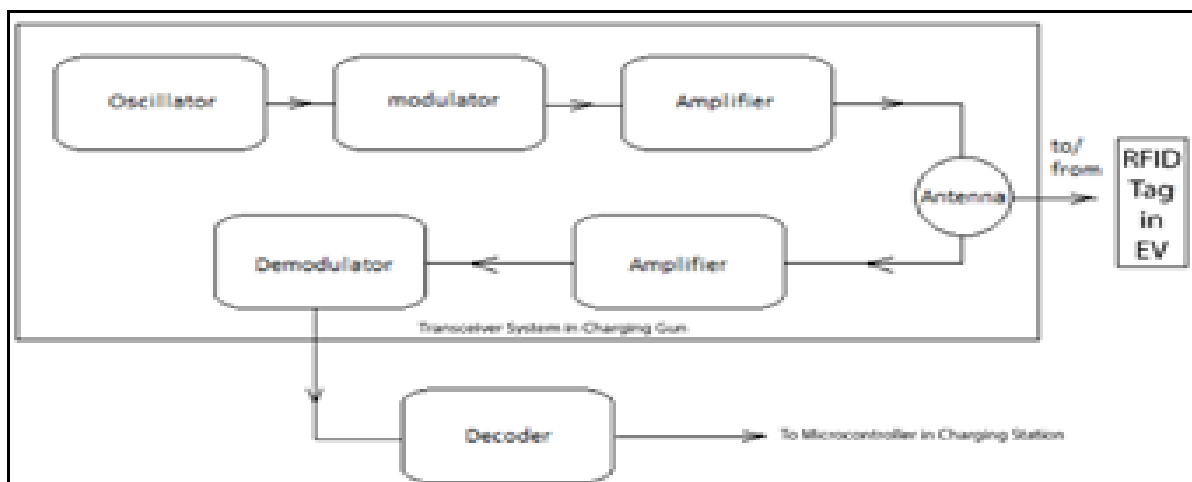 Oscillator
modulator
Amplifier
to/
from
RFID
Tag
in
EV
Antenna
Demodulator
Amplifier
Transceiver System in Charging Gun
Decoder
To Microcontroller in Charging Station